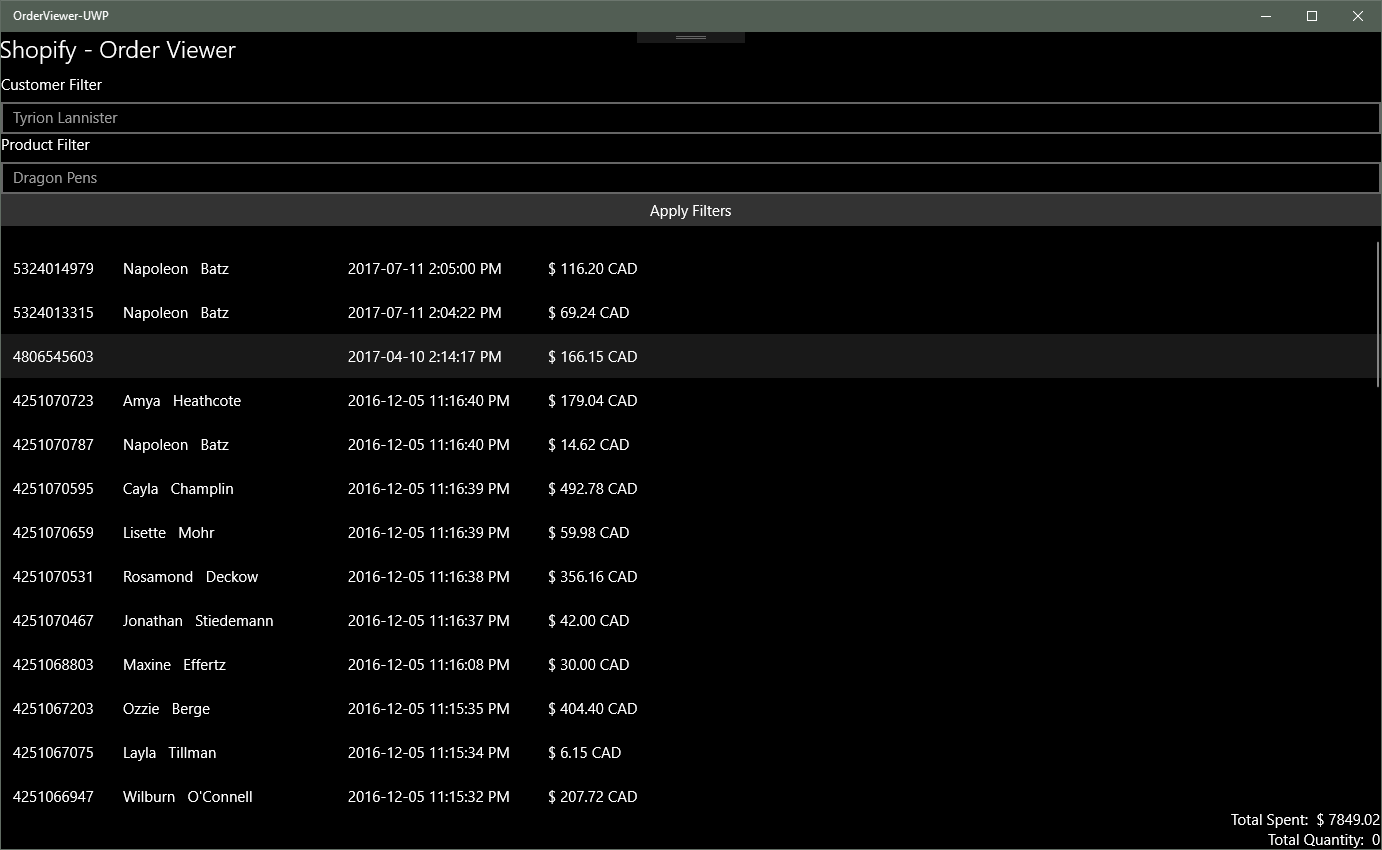 OrderViewer-UWP
Shopify - Order Viewer
Customer Filter
Tyrion Lannister
Product Filter
Dragon Pens
Apply Filters
5324014979 Napoleon Batz 2017-07-11 2:05:00 PM $ 116.20 CAD
5324013315 Napoleon Batz 2017-07-11 2:04:22 PM $ 69.24 CAD
4806545603 2017-04-10 2:14:17 PM $ 166.15 CAD
4251070723 Amya Heathcote 2016-12-05 11:16:40 PM $ 179.04 CAD
4251070787 Napoleon Batz 2016-12-05 11:16:40 PM $ 14.62 CAD
4251070595 Cayla Champlin 2016-12-05 11:16:39 PM $ 492.78 CAD
4251070659 Lisette Mohr 2016-12-05 11:16:39 PM $ 59.98 CAD
4251070531 Rosamond Deckow 2016-12-05 11:16:38 PM $ 356.16 CAD
4251070467 Jonathan Stiedemann 2016-12-05 11:16:37 PM $ 42.00 CAD
4251068803 Maxine Effertz 2016-12-05 11:16:08 PM $ 30.00 CAD
4251067203 Ozzie Berge 2016-12-05 11:15:35 PM $ 404.40 CAD
4251067075 Layla Tillman 2016-12-05 11:15:34 PM $ 6.15 CAD
4251066947 Wilburn O'Connell 2016-12-05 11:15:32 PM $ 207.72 CAD
Total Spent: $ 7849.02
Total Quantity: 0